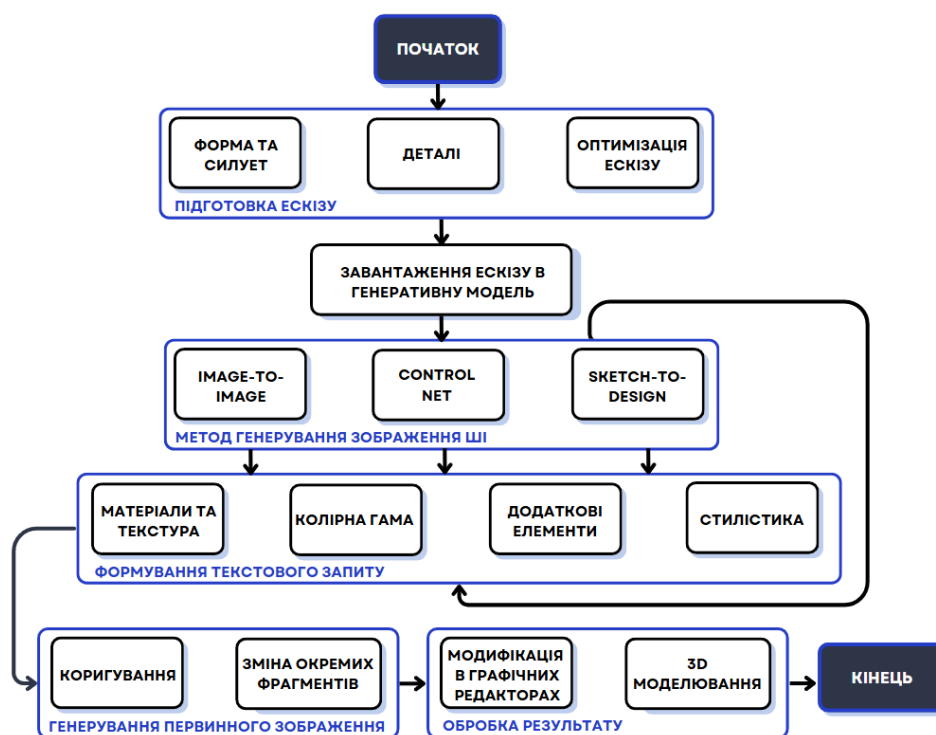 ПОЧАТОК
ФОРМА ТА
СИЛУЕТ
ДЕТАЛІ
ОПТИМІЗАЦІЯ
ЕСКІЗУ
ПІДГОТОВКА ЕСКІЗУ
ЗАВАНТАЖЕННЯ ЕСКІЗУ В
ГЕНЕРАТИВНУ МОДЕЛЬ
IMAGE-TO-
IMAGE
CONTROL
NET
SKETCH-TO-
DESIGN
МЕТОД ГЕНЕРУВАННЯ ЗОБРАЖЕННЯ ШІ
МАТЕРІАЛИ ТА
ТЕКСТУРА
КОЛІРНА ГАМА
ДОДАТКОВІ
ЕЛЕМЕНТИ
СТИЛІСТИКА
ФОРМУВАННЯ ТЕКСТОВОГО ЗАПИТУ
КОРИГУВАННЯ
ЗМІНА ОКРЕМИХ
ФРАГМЕНТІВ
ГЕНЕРУВАННЯ ПЕРВИННОГО ЗОБРАЖЕННЯ
МОДИФІКАЦІЯ
В ГРАФІЧНИХ
РЕДАКТОРАХ
3D
МОДЕЛЮВАННЯ
ОБРОБКА РЕЗУЛЬТАТУ
КІНЕЦЬ